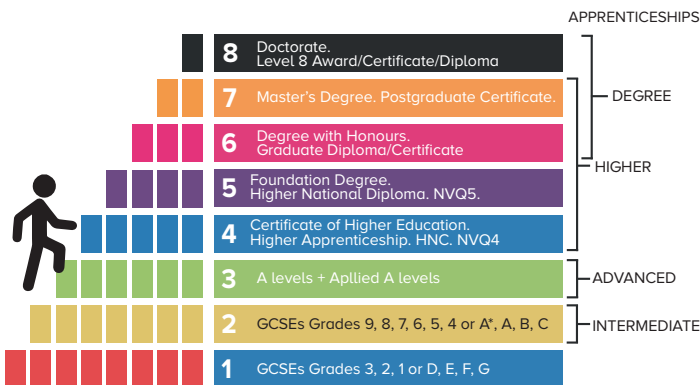 APPRENTICESHIPS
8 Doctorate.
Level 8 Award/Certificate/Diploma
7 Master's Degree. Postgraduate Certificate.
DEGREE
6 Degree with Honours.
Graduate Diploma/Certificate
HIGHER
5 Foundation Degree.
Higher National Diploma. NVQ5.
4 Certificate of Higher Education.
Higher Apprenticeship. HNC. NVQ4
3 A levels + Apllied A levels
ADVANCED
2 GCSEs Grades 9, 8, 7, 6, 5, 4 or A*, A, B, C
INTERMEDIATE
1 GCSEs Grades 3, 2, 1 or D, E, F, G